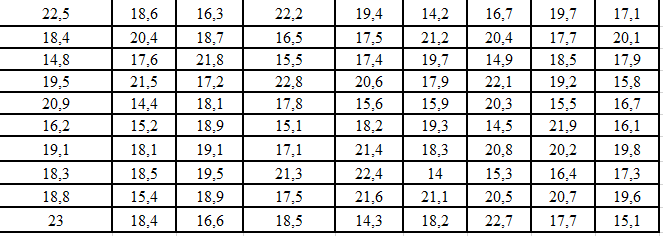 22,5 18,6 16,3 22,2 19,4 14,2 16,7 19,7 17,1
18,4 20,4 18,7 16,5 17,5 21,2 20,4 17,7 20,1
14,8 17,6 21,8 15,5 17,4 19,7 14,9 18,5 17,9
19,5 21,5 17,2 22,8 20,6 17,9 22,1 19,2 15,8
20,9 14,4 18,1 17,8 15,6 15,9 20,3 15,5 16,7
16,2 15,2 18,9 15,1 18,2 19,3 14,5 21,9 16,1
19,1 18,1 19,1 17,1 21,4 18,3 20,8 20,2 19,8
18,3 18,5 19,5 21,3 22,4 14 15,3 16,4 17,3
18,8 15,4 18,9 17,5 21,6 21,1 20,5 20,7 19,6
23 18,4 16,6 18,5 14,3 18,2 22,7 17,7 15,1